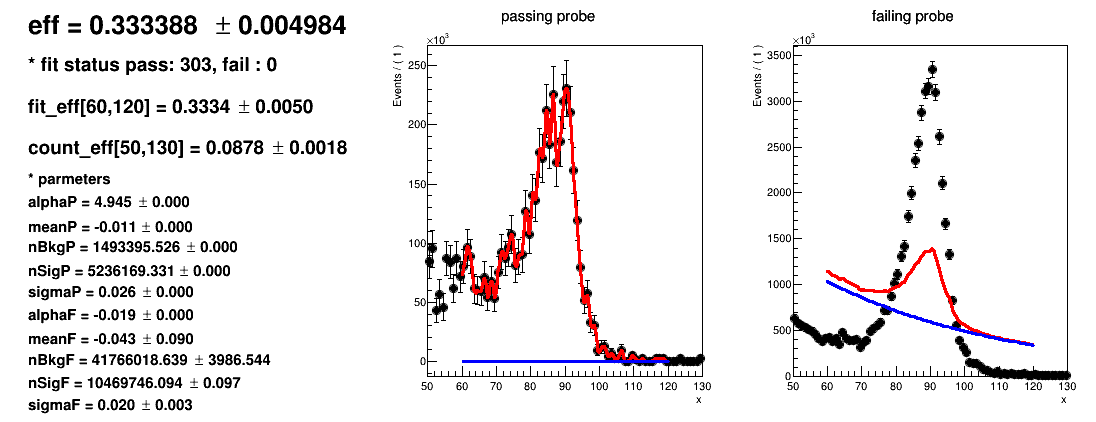 eff = 0.333388 ± 0.004984
* fit status pass: 303, fail : 0
fit_eff[60,120] = 0.3334 ± 0.0050
count_eff[50,130] = 0.0878 ± 0.0018
* parmeters
alphaP = 4.945 ± 0.000
meanP = -0.011 ± 0.000
nBkgP = 1493395.526 ± 0.000
nSigP = 5236169.331 ± 0.000
sigmaP = 0.026 ± 0.000
alphaF = -0.019 ± 0.000
meanF = -0.043 ± 0.090
nBkgF = 41766018.639 ± 3986.544
nSigF = 10469746.094 ± 0.097
sigmaF = 0.020 ± 0.003
passing probe
×10³
Events / ( 1 )
250
200
150
100
50
0
50 60 70 80 90 100 110 120 130
x
failing probe
×10³
Events / ( 1 )
3500
3000
2500
2000
1500
1000
500
0
50 60 70 80 90 100 110 120 130
x